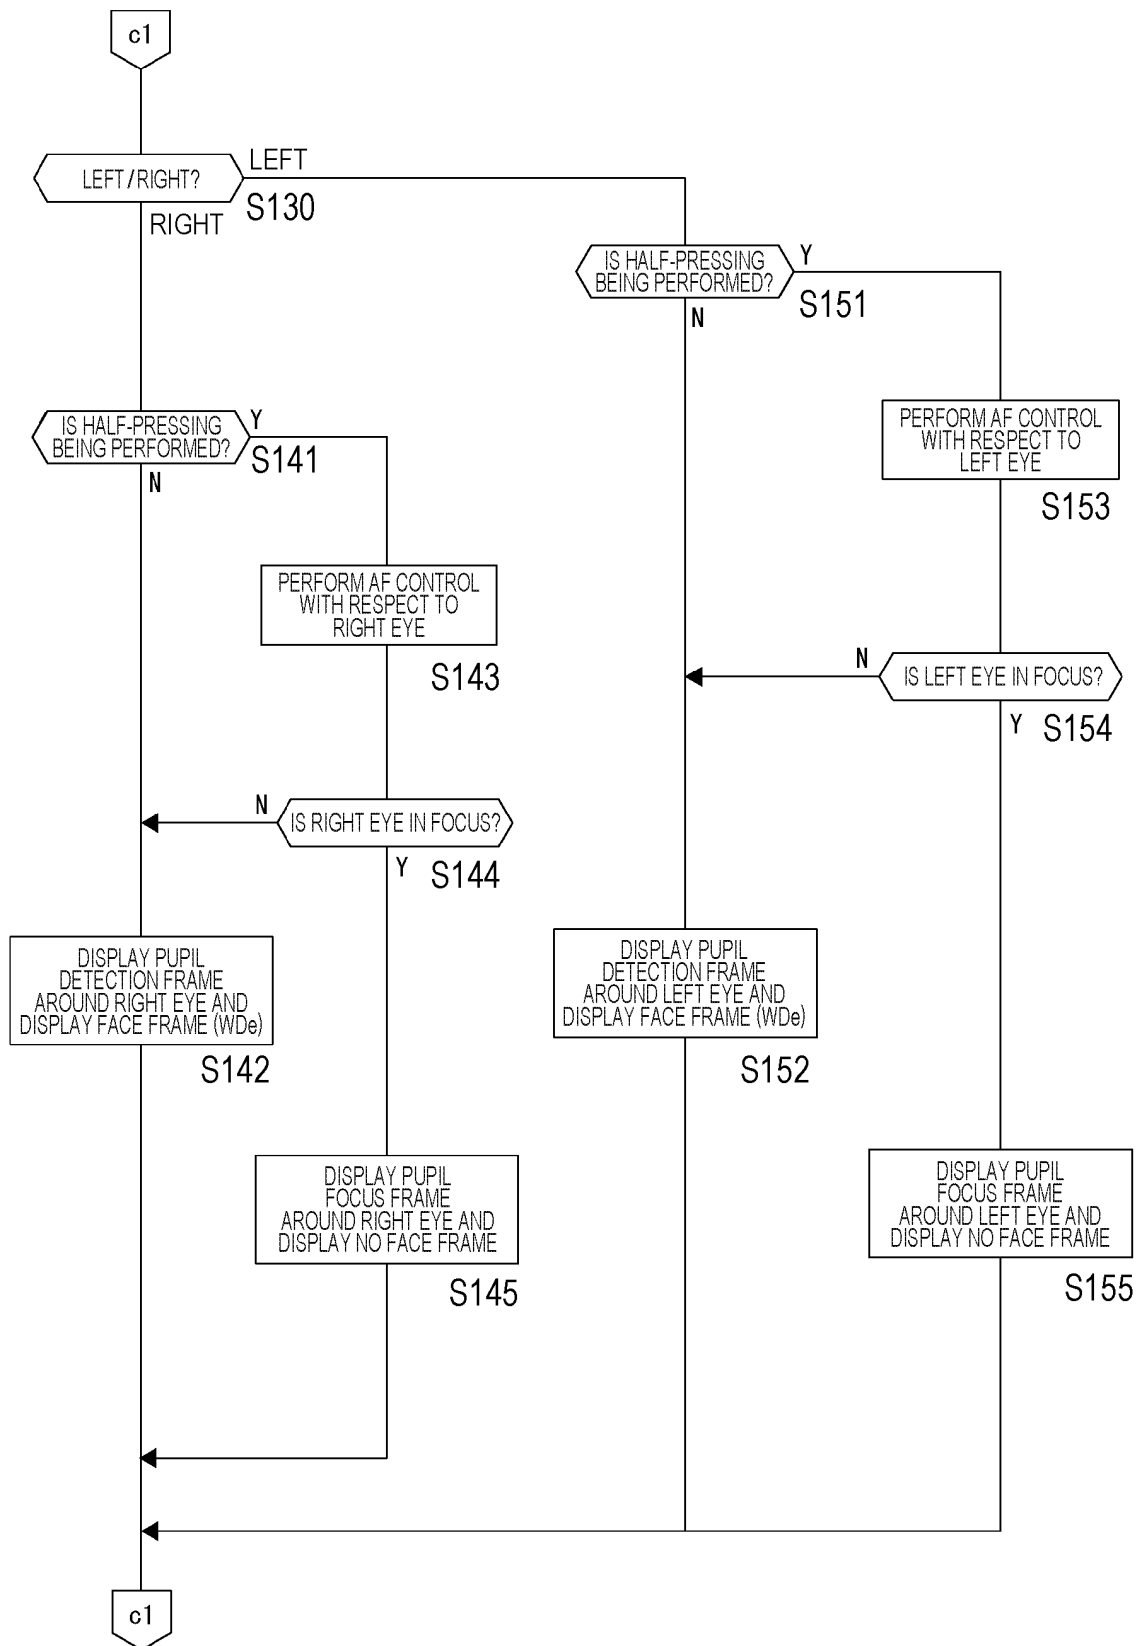 c1
LEFT/RIGHT?
LEFT
S130
RIGHT
IS HALF-PRESSING
BEING PERFORMED?
Y
S151
N
IS HALF-PRESSING
BEING PERFORMED?
Y
S141
N
PERFORM AF CONTROL
WITH RESPECT TO
LEFT EYE
S153
PERFORM AF CONTROL
WITH RESPECT TO
RIGHT EYE
S143
N
IS LEFT EYE IN FOCUS?
Y
S154
N
IS RIGHT EYE IN FOCUS?
Y
S144
DISPLAY PUPIL
DETECTION FRAME
AROUND RIGHT EYE AND
DISPLAY FACE FRAME (WDe)
S142
DISPLAY PUPIL
DETECTION FRAME
AROUND LEFT EYE AND
DISPLAY FACE FRAME (WDe)
S152
DISPLAY PUPIL
FOCUS FRAME
AROUND RIGHT EYE AND
DISPLAY NO FACE FRAME
S145
DISPLAY PUPIL
FOCUS FRAME
AROUND LEFT EYE AND
DISPLAY NO FACE FRAME
S155
c1